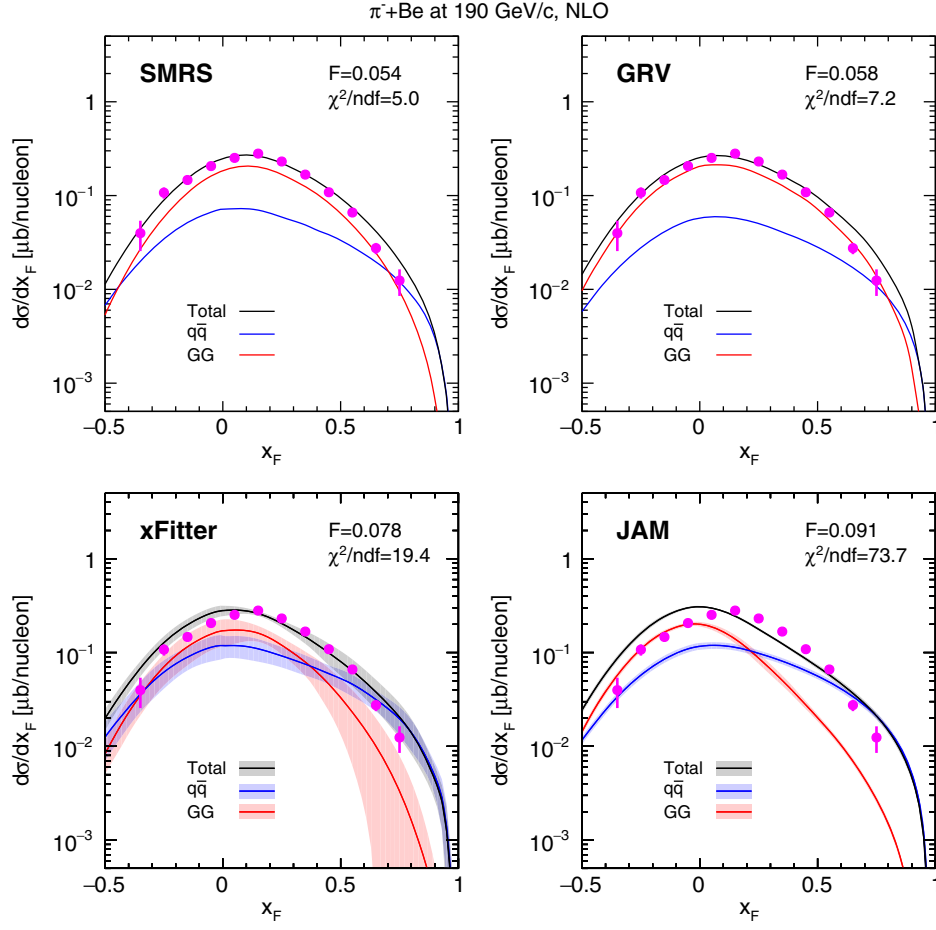 π⁻+Be at 190 GeV/c, NLO
SMRS
F=0.054
χ²/ndf=5.0
dσ/dx_F [μb/nucleon]
1
10⁻¹
10⁻²
10⁻³
Total
qq̄
GG
−0.5 0 0.5 1
x_F
GRV
F=0.058
χ²/ndf=7.2
dσ/dx_F [μb/nucleon]
1
10⁻¹
10⁻²
10⁻³
Total
qq̄
GG
−0.5 0 0.5 1
x_F
xFitter
F=0.078
χ²/ndf=19.4
dσ/dx_F [μb/nucleon]
1
10⁻¹
10⁻²
10⁻³
Total
qq̄
GG
−0.5 0 0.5 1
x_F
JAM
F=0.091
χ²/ndf=73.7
dσ/dx_F [μb/nucleon]
1
10⁻¹
10⁻²
10⁻³
Total
qq̄
GG
−0.5 0 0.5 1
x_F